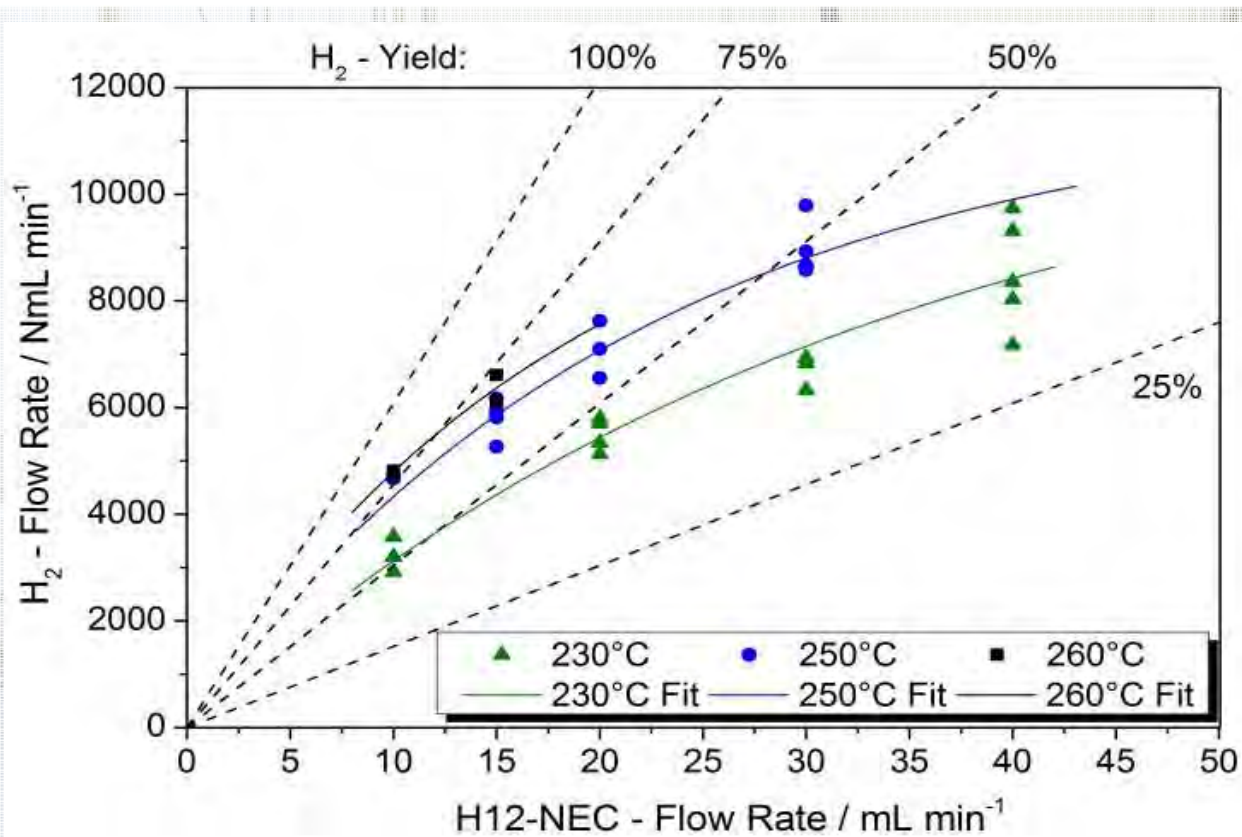 H₂ - Yield: 100% 75% 50%
12000
10000
8000
6000
4000
2000
0
H₂ - Flow Rate / NmL min⁻¹
25%
230°C 250°C 260°C
230°C Fit 250°C Fit 260°C Fit
0 5 10 15 20 25 30 35 40 45 50
H12-NEC - Flow Rate / mL min⁻¹